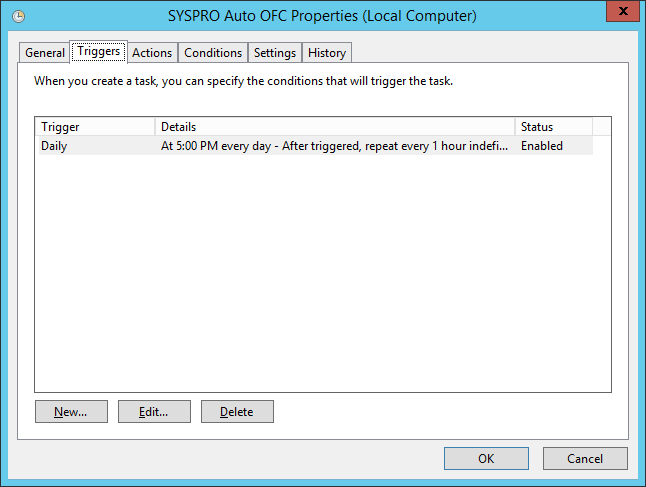 SYSPRO Auto OFC Properties (Local Computer)
x
General Triggers Actions Conditions Settings History
When you create a task, you can specify the conditions that will trigger the task.
Trigger Details Status
Daily At 5:00 PM every day - After triggered, repeat every 1 hour indefi... Enabled
New... Edit... Delete
OK Cancel